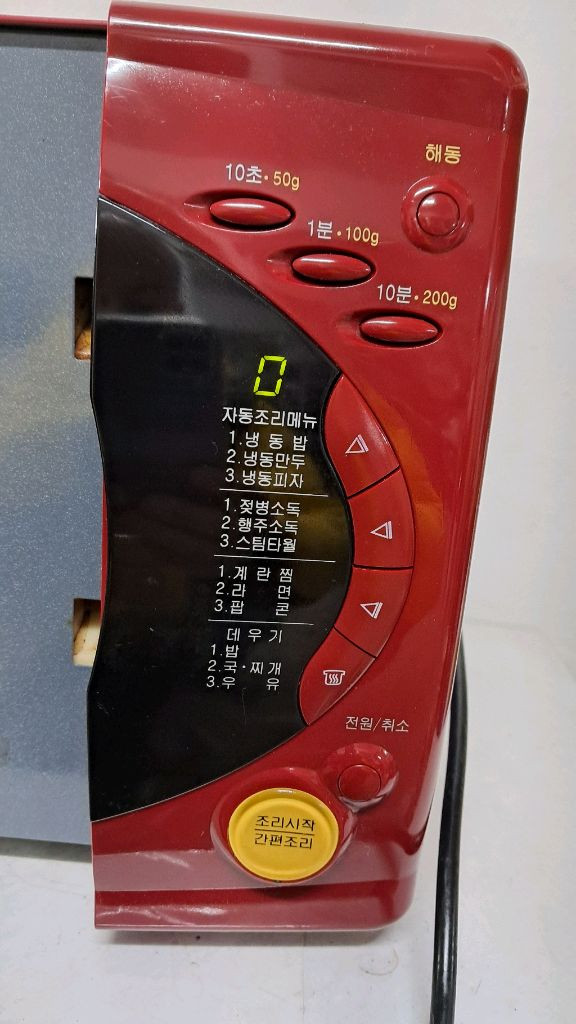 해동
10초·50g
1분·100g
10분·200g
0
자동조리메뉴
1.냉 동 밥
2.냉동만두
3.냉동피자
1.젖병소독
2.행주소독
3.스팀타월
1.계 란 찜
2.라 면
3.팝 콘
데 우 기
1.밥
2.국·찌개
3.우 유
전원/취소
조리시작
간편조리